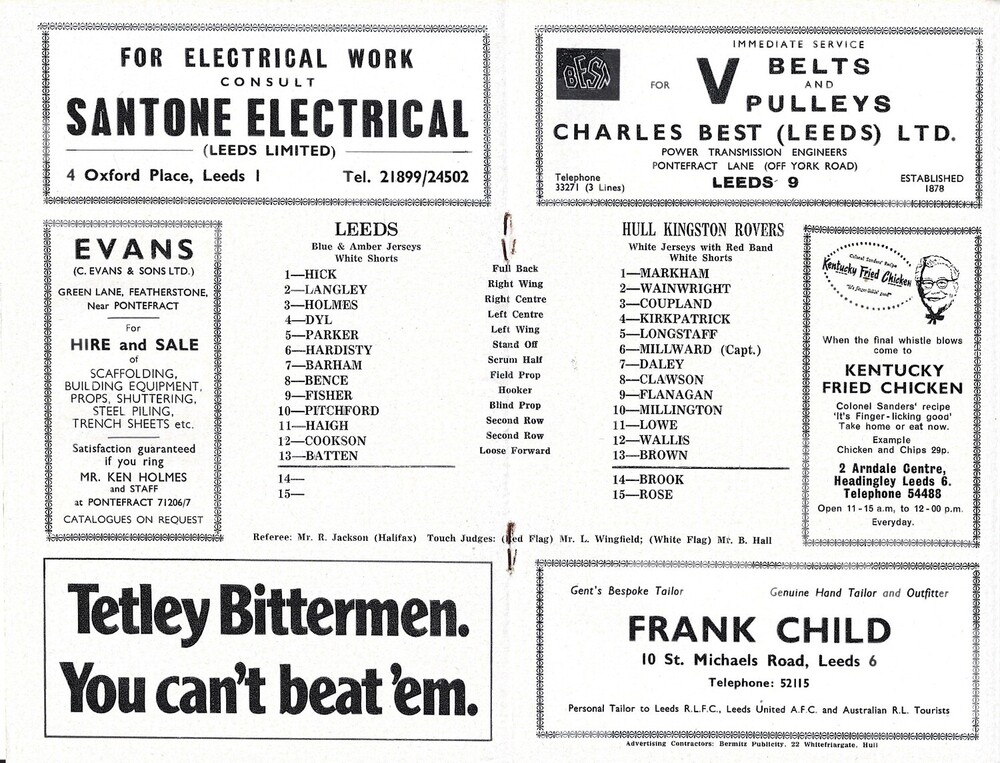 FOR ELECTRICAL WORK
CONSULT
SANTONE ELECTRICAL
(LEEDS LIMITED)
4 Oxford Place, Leeds 1 Tel. 21899/24502
BEST
IMMEDIATE SERVICE
FOR V BELTS
AND
PULLEYS
CHARLES BEST (LEEDS) LTD.
POWER TRANSMISSION ENGINEERS
PONTEFRACT LANE (OFF YORK ROAD)
Telephone
33271 (3 Lines)
LEEDS 9
ESTABLISHED
1878
EVANS
(C. EVANS & SONS LTD.)
GREEN LANE, FEATHERSTONE,
Near PONTEFRACT
For
HIRE and SALE
of
SCAFFOLDING,
BUILDING EQUIPMENT,
PROPS, SHUTTERING,
STEEL PILING,
TRENCH SHEETS etc.
Satisfaction guaranteed
if you ring
MR. KEN HOLMES
and STAFF
at PONTEFRACT 71206/7
CATALOGUES ON REQUEST
LEEDS
Blue & Amber Jerseys
White Shorts
1—HICK
2—LANGLEY
3—HOLMES
4—DYL
5—PARKER
6—HARDISTY
7—BARHAM
8—BENCE
9—FISHER
10—PITCHFORD
11—HAIGH
12—COOKSON
13—BATTEN
14—
15—
Full Back
Right Wing
Right Centre
Left Centre
Left Wing
Stand Off
Scrum Half
Field Prop
Hooker
Blind Prop
Second Row
Second Row
Loose Forward
HULL KINGSTON ROVERS
White Jerseys with Red Band
White Shorts
1—MARKHAM
2—WAINWRIGHT
3—COUPLAND
4—KIRKPATRICK
5—LONGSTAFF
6—MILLWARD (Capt.)
7—DALEY
8—CLAWSON
9—FLANAGAN
10—MILLINGTON
11—LOWE
12—WALLIS
13—BROWN
14—BROOK
15—ROSE
Referee: Mr. R. Jackson (Halifax) Touch Judges: (Red Flag) Mr. L. Wingfield; (White Flag) Mr. B. Hall
Colonel Sanders' Recipe
Kentucky Fried Chicken
"It's finger lickin' good"
When the final whistle blows
come to
KENTUCKY
FRIED CHICKEN
Colonel Sanders' recipe
'It's Finger-licking good'
Take home or eat now.
Example
Chicken and Chips 29p.
2 Arndale Centre,
Headingley Leeds 6.
Telephone 54488
Open 11-15 a.m, to 12-00 p.m.
Everyday.
Tetley Bittermen.
You can't beat 'em.
Gent's Bespoke Tailor Genuine Hand Tailor and Outfitter
FRANK CHILD
10 St. Michaels Road, Leeds 6
Telephone: 52115
Personal Tailor to Leeds R.L.F.C., Leeds United A.F.C. and Australian R.L. Tourists
Advertising Contractors: Bermitz Publicity, 22 Whitefriargate, Hull